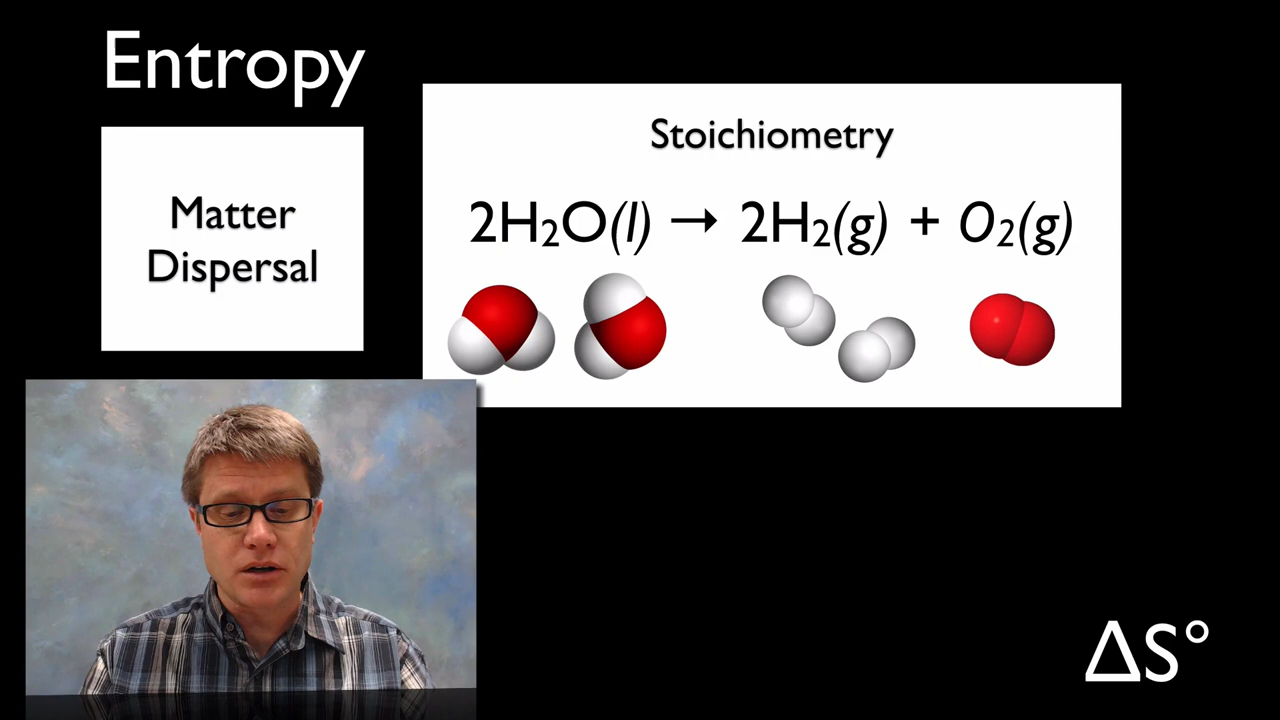 Entropy
Matter
Dispersal
Stoichiometry
2H₂O(l) → 2H₂(g) + O₂(g)
ΔS°